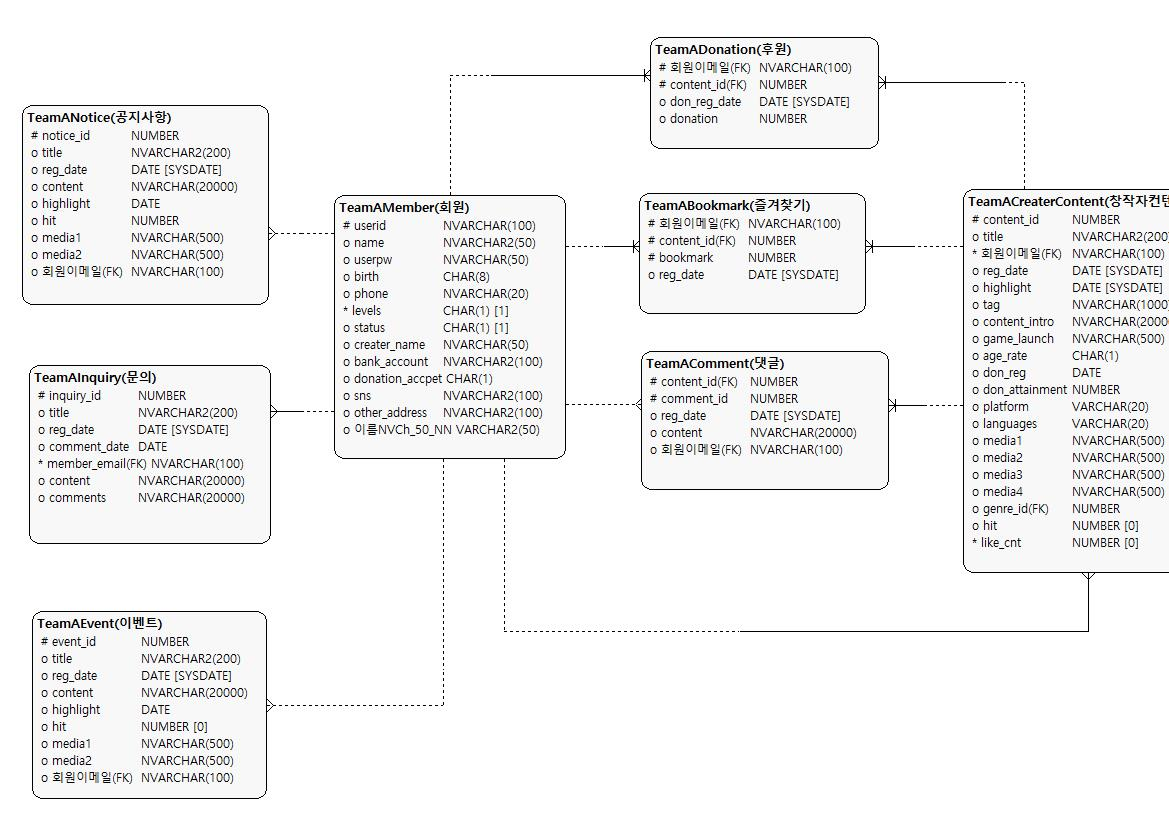 TeamADonation(후원)
# 회원이메일(FK) NVARCHAR(100)
# content_id(FK) NUMBER
o don_reg_date DATE [SYSDATE]
o donation NUMBER
TeamANotice(공지사항)
# notice_id NUMBER
o title NVARCHAR2(200)
o reg_date DATE [SYSDATE]
o content NVARCHAR(20000)
o highlight DATE
o hit NUMBER
o media1 NVARCHAR(500)
o media2 NVARCHAR(500)
o 회원이메일(FK) NVARCHAR(100)
TeamAMember(회원)
# userid NVARCHAR(100)
o name NVARCHAR2(50)
o userpw NVARCHAR(50)
o birth CHAR(8)
o phone NVARCHAR(20)
* levels CHAR(1) [1]
o status CHAR(1) [1]
o creater_name NVARCHAR(50)
o bank_account NVARCHAR2(100)
o donation_accpet CHAR(1)
o sns NVARCHAR2(100)
o other_address NVARCHAR2(100)
o 이름NVCh_50_NN VARCHAR2(50)
TeamABookmark(즐겨찾기)
# 회원이메일(FK) NVARCHAR(100)
# content_id(FK) NUMBER
# bookmark NUMBER
o reg_date DATE [SYSDATE]
TeamACreaterContent(창작자컨텐
# content_id NUMBER
o title NVARCHAR2(200)
* 회원이메일(FK) NVARCHAR(100)
o reg_date DATE [SYSDATE]
o highlight DATE [SYSDATE]
o tag NVARCHAR(1000
o content_intro NVARCHAR(2000
o game_launch NVARCHAR(500)
o age_rate CHAR(1)
o don_reg DATE
o don_attainment NUMBER
o platform VARCHAR(20)
o languages VARCHAR(20)
o media1 NVARCHAR(500)
o media2 NVARCHAR(500)
o media3 NVARCHAR(500)
o media4 NVARCHAR(500)
o genre_id(FK) NUMBER
o hit NUMBER [0]
* like_cnt NUMBER [0]
TeamAInquiry(문의)
# inquiry_id NUMBER
o title NVARCHAR2(200)
o reg_date DATE [SYSDATE]
o comment_date DATE
* member_email(FK) NVARCHAR(100)
o content NVARCHAR(20000)
o comments NVARCHAR(20000)
TeamAComment(댓글)
# content_id(FK) NUMBER
# comment_id NUMBER
o reg_date DATE [SYSDATE]
o content NVARCHAR(20000)
o 회원이메일(FK) NVARCHAR(100)
TeamAEvent(이벤트)
# event_id NUMBER
o title NVARCHAR2(200)
o reg_date DATE [SYSDATE]
o content NVARCHAR(20000)
o highlight DATE
o hit NUMBER [0]
o media1 NVARCHAR(500)
o media2 NVARCHAR(500)
o 회원이메일(FK) NVARCHAR(100)